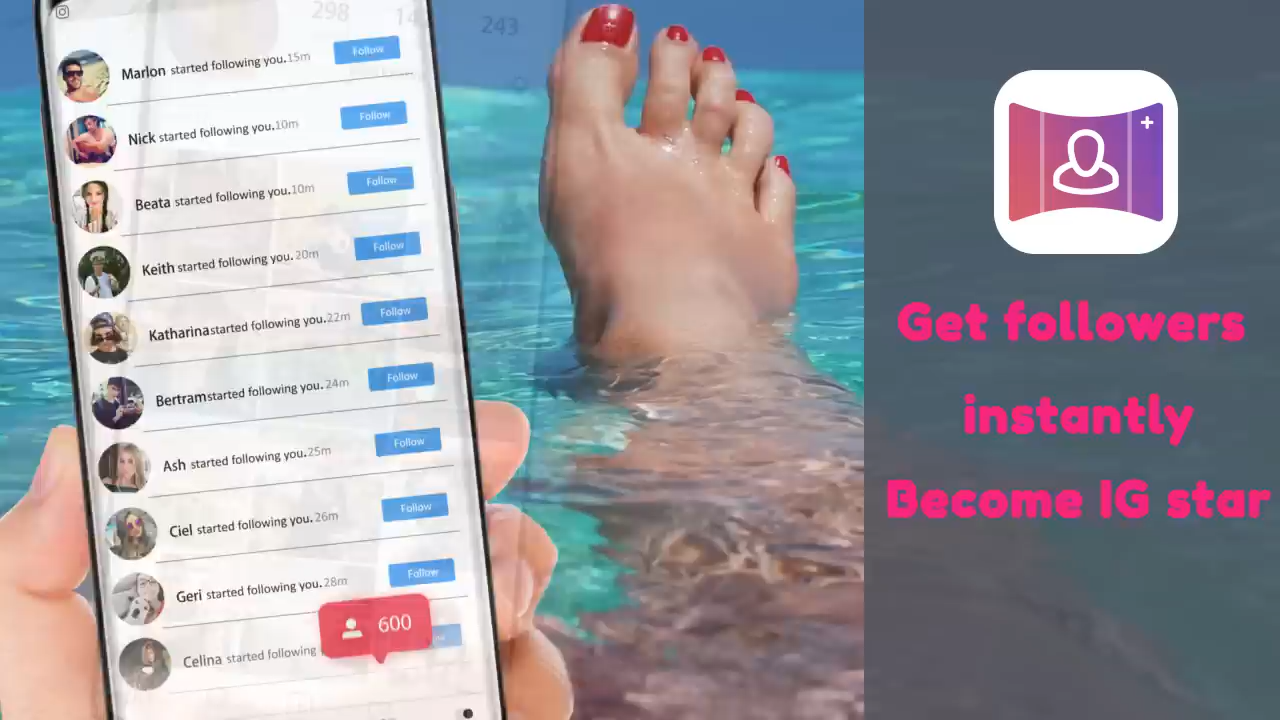 298
243
Marlon started following you.15m
Follow
Nick started following you.10m
Follow
Beata started following you.10m
Follow
Keith started following you.20m
Follow
Katharinastarted following you.22m
Follow
Bertramstarted following you.24m
Follow
Ash started following you.25m
Follow
Ciel started following you.26m
Follow
Geri started following you.28m
Follow
600
Celina started following
Get followers
instantly
Become IG star